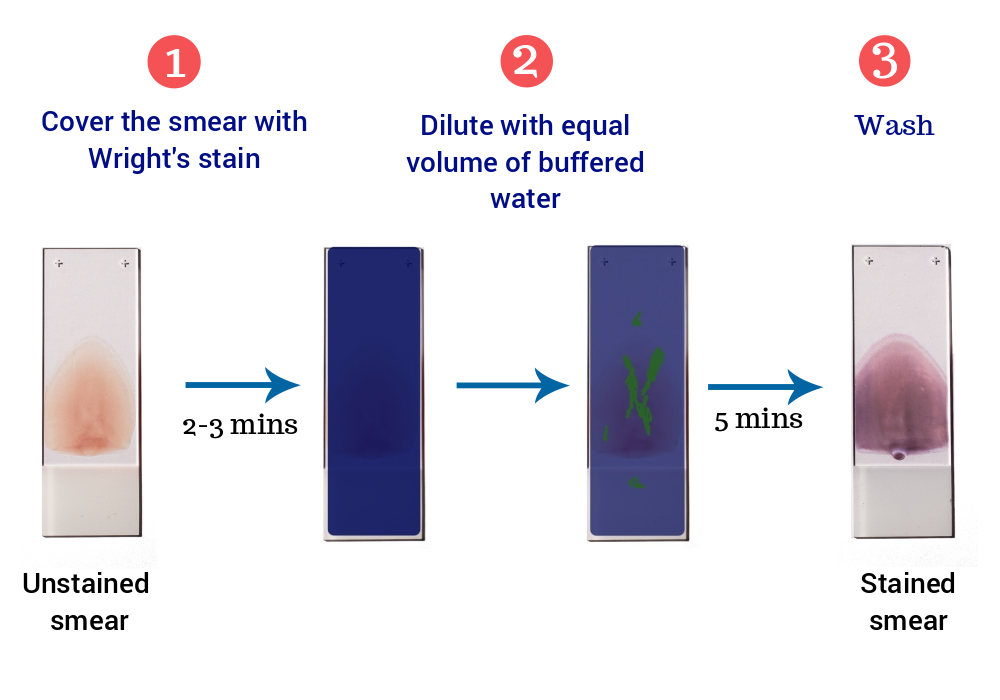 1
Cover the smear with
Wright's stain
2
Dilute with equal
volume of buffered
water
3
Wash
2-3 mins
5 mins
Unstained
smear
Stained
smear